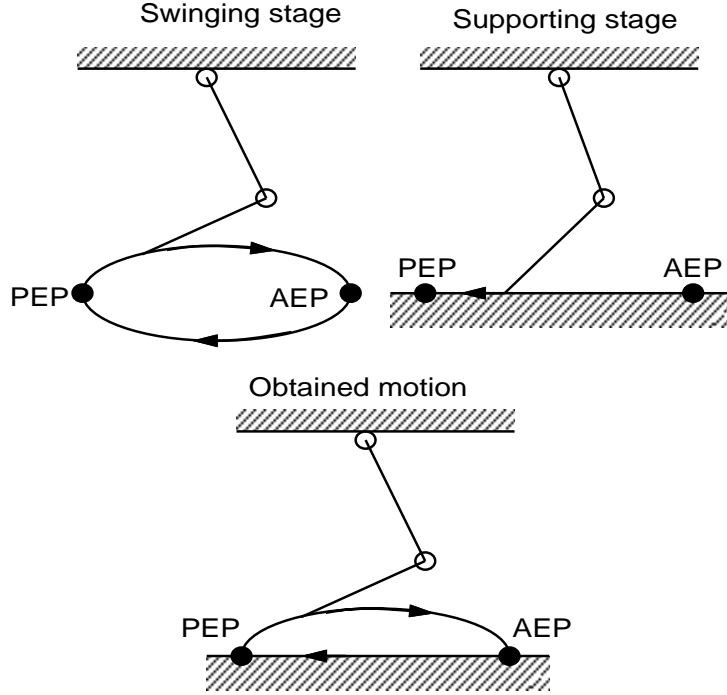 Swinging stage
Supporting stage
PEP
AEP
PEP
AEP
Obtained motion
PEP
AEP